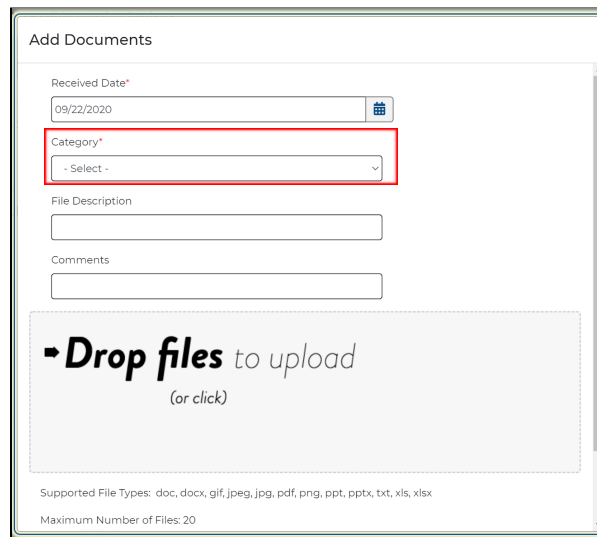 Add Documents
Received Date*
09/22/2020
Category*
- Select -
File Description
Comments
Drop files to upload
(or click)
Supported File Types: doc, docx, gif, jpeg, jpg, pdf, png, ppt, pptx, txt, xls, xlsx
Maximum Number of Files: 20